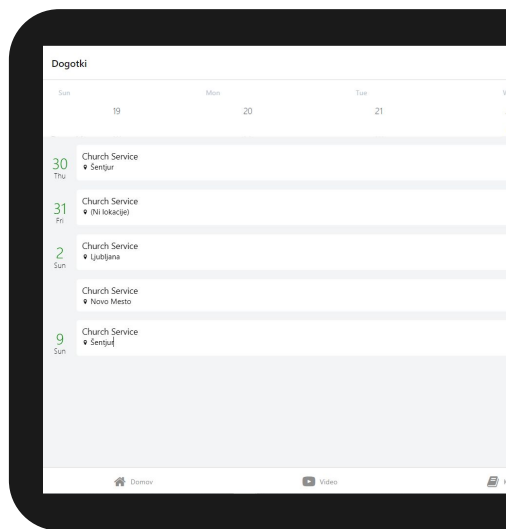 Dogotki
Sun Mon Tue
19 20 21
30 Thu
Church Service
Šentjur
31 Fri
Church Service
(Ni lokacije)
2 Sun
Church Service
Ljubljana
Church Service
Novo Mesto
9 Sun
Church Service
Šentjur
Domov Video